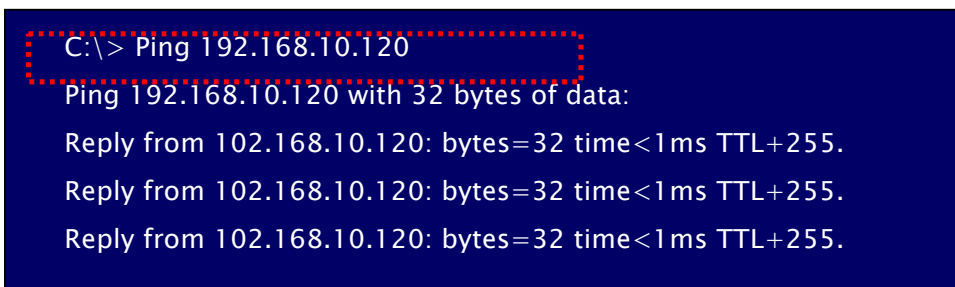 C:\> Ping 192.168.10.120
Ping 192.168.10.120 with 32 bytes of data:
Reply from 102.168.10.120: bytes=32 time<1ms TTL+255.
Reply from 102.168.10.120: bytes=32 time<1ms TTL+255.
Reply from 102.168.10.120: bytes=32 time<1ms TTL+255.